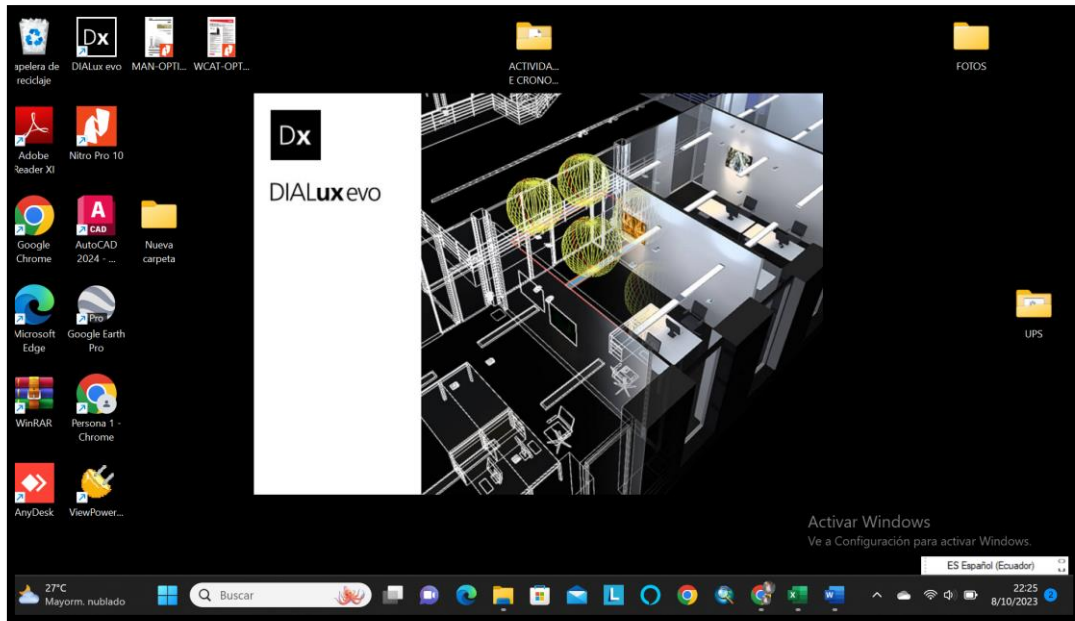 apelera de
reciclaje
Dx
DIALux evo
MAN-OPTI...
WCAT-OPT...
ACTIVIDA...
E CRONO...
FOTOS
Adobe
Reader XI
Nitro Pro 10
Dx
DIALux evo
Google
Chrome
A
CAD
AutoCAD
2024 - ...
Nueva
carpeta
Microsoft
Edge
Pro
Google Earth
Pro
UPS
WinRAR
Persona 1 -
Chrome
AnyDesk
ViewPower...
Activar Windows
Ve a Configuración para activar Windows.
ES Español (Ecuador)
27°C
Mayorm. nublado
Buscar
L
22:25
8/10/2023
2